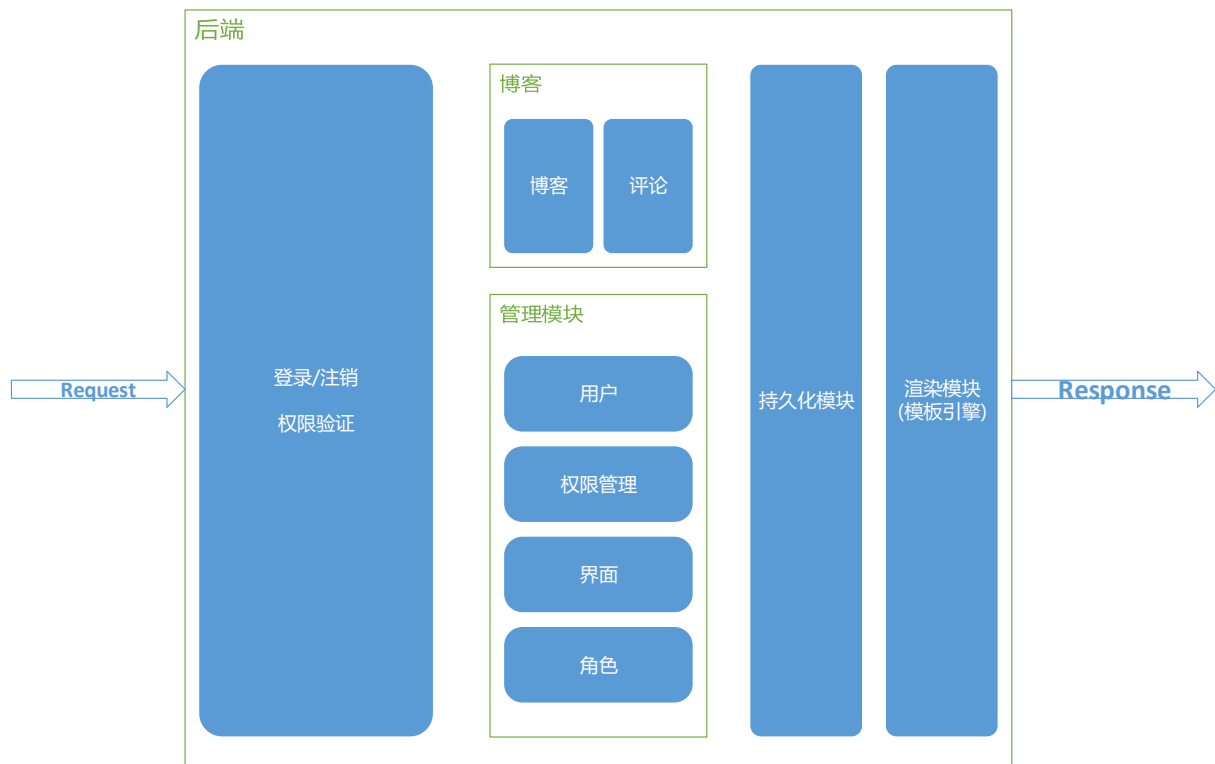 后端
博客
博客
评论
管理模块
用户
权限管理
界面
角色
Request
登录/注销
权限验证
持久化模块
渲染模块
(模板引擎)
Response